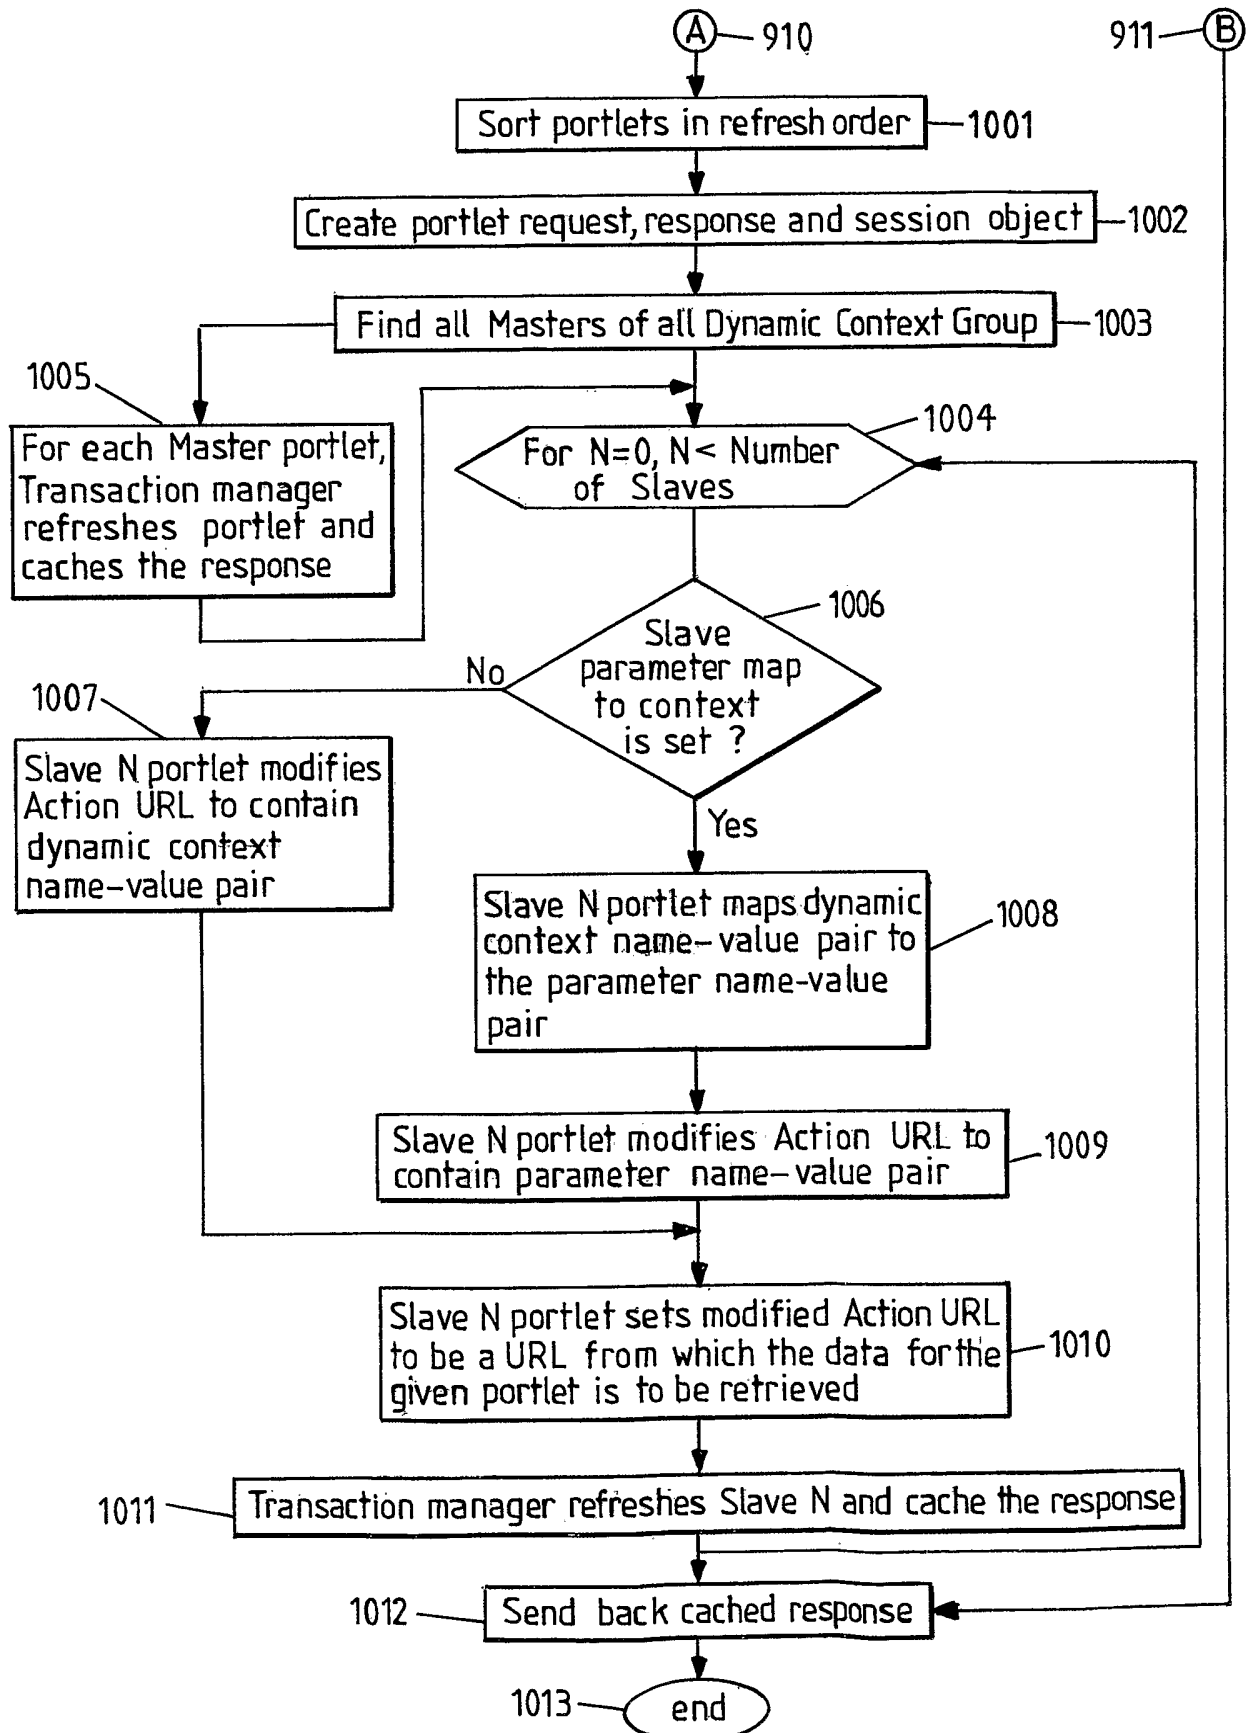 A
910
911
B
Sort portlets in refresh order
1001
Create portlet request, response and session object
1002
Find all Masters of all Dynamic Context Group
1003
1005
For each Master portlet,
Transaction manager
refreshes portlet and
caches the response
1004
For N=0, N< Number
of Slaves
1006
Slave
parameter map
to context
is set ?
No
Yes
1007
Slave N portlet modifies
Action URL to contain
dynamic context
name-value pair
Slave N portlet maps dynamic
context name-value pair to
the parameter name-value
pair
1008
Slave N portlet modifies Action URL to
contain parameter name-value pair
1009
Slave N portlet sets modified Action URL
to be a URL from which the data for the
given portlet is to be retrieved
1010
1011
Transaction manager refreshes Slave N and cache the response
1012
Send back cached response
1013
end